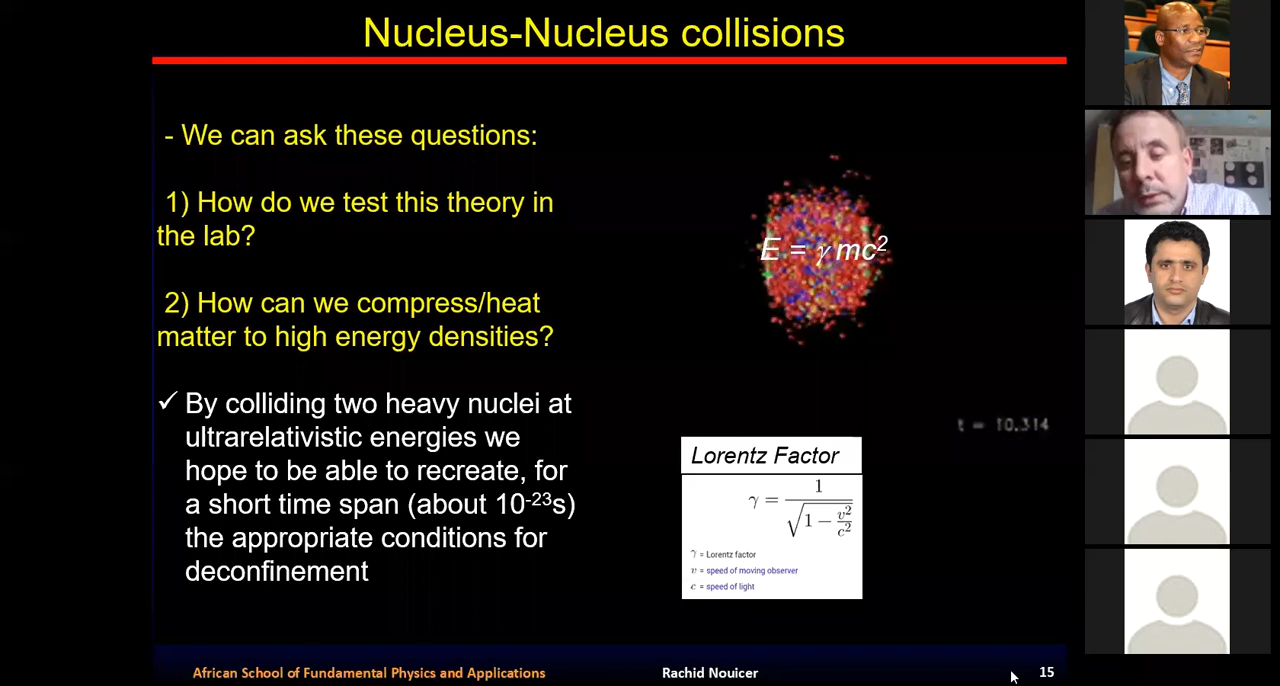 Nucleus-Nucleus collisions
- We can ask these questions:
1) How do we test this theory in
the lab?
2) How can we compress/heat
matter to high energy densities?
✓ By colliding two heavy nuclei at
ultrarelativistic energies we
hope to be able to recreate, for
a short time span (about 10⁻²³s)
the appropriate conditions for
deconfinement
E = γ mc²
t = 10.314
Lorentz Factor
γ = 1 / √(1 − v²/c²)
γ = Lorentz factor
v = speed of moving observer
c = speed of light
African School of Fundamental Physics and Applications
Rachid Nouicer
15